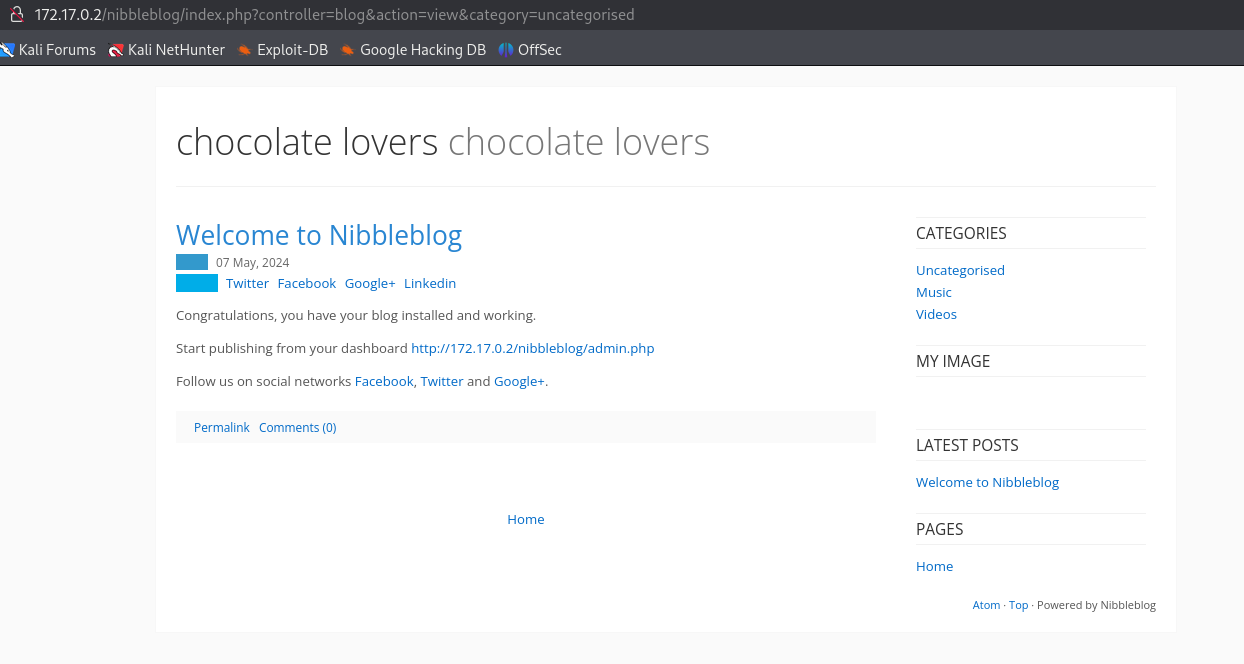 172.17.0.2/nibbleblog/index.php?controller=blog&action=view&category=uncategorised
Kali Forums Kali NetHunter Exploit-DB Google Hacking DB OffSec
chocolate lovers chocolate lovers
Welcome to Nibbleblog
07 May, 2024
Twitter Facebook Google+ Linkedin
Congratulations, you have your blog installed and working.
Start publishing from your dashboard http://172.17.0.2/nibbleblog/admin.php
Follow us on social networks Facebook, Twitter and Google+.
Permalink Comments (0)
Home
CATEGORIES
Uncategorised
Music
Videos
MY IMAGE
LATEST POSTS
Welcome to Nibbleblog
PAGES
Home
Atom · Top · Powered by Nibbleblog